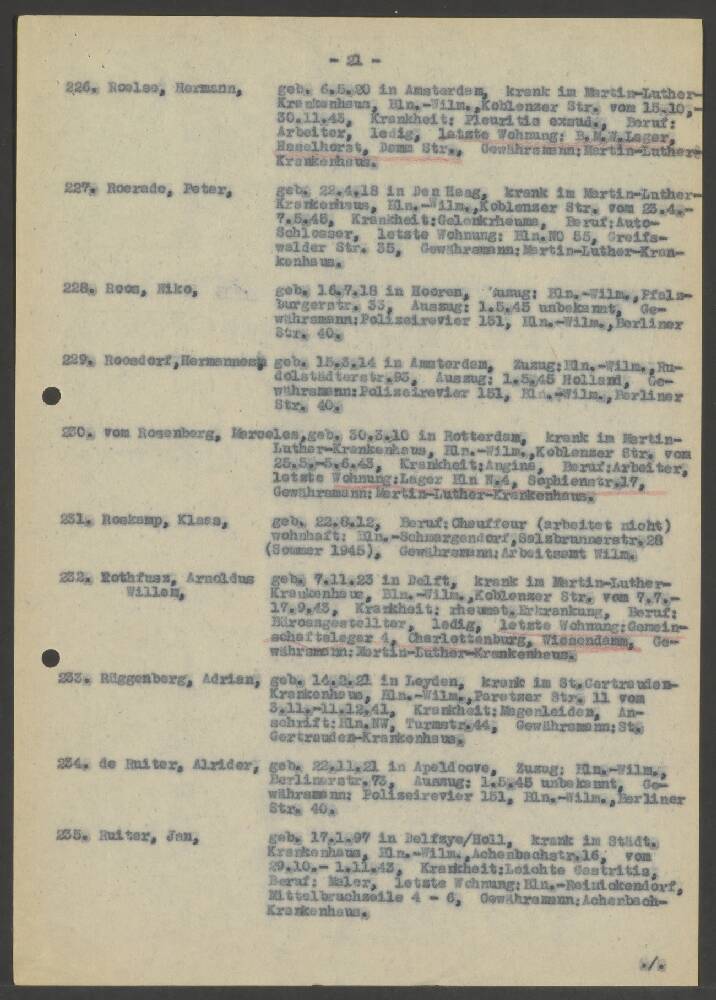 - 21 -
226. Roelse, Hermann, geb. 6.5.20 in Amsterdam, krank im Martin-Luther-
Krankenhaus, Bln.-Wilm.,Koblenzer Str. vom 15.10.-
30.11.43, Krankheit: Pleuritis exsud., Beruf:
Arbeiter, ledig, letzte Wohnung: B.M.W.Lager,
Haselhorst, Damm Str., Gewährsmann:Martin-Luther-
Krankenhaus.
227. Roerade, Peter, geb. 22.4.18 in Den Haag, krank im Martin-Luther-
Krankenhaus, Bln.-Wilm.,Koblenzer Str. vom 23.4.-
7.5.45, Krankheit:Gelenkrheuma, Beruf:Auto-
Schlosser, letzte Wohnung: Bln.NO 55, Greifs-
walder Str. 35, Gewährsmann:Martin-Luther-Kran-
kenhaus.
228. Roos, Niko, geb. 16.7.18 in Hooren, Zuzug: Bln.-Wilm.,Pfalz-
burgerstr. 33, Auszug: 1.5.45 unbekannt, Ge-
währsmann:Polizeirevier 151, Bln.-Wilm.,Berliner
Str. 40.
229. Roosdorf,Hermannes, geb. 15.3.14 in Amsterdam, Zuzug:Bln.-Wilm.,Ru-
dolstädterstr.93, Auszug: 1.5.45 Holland, Ge-
währsmann:Polizeirevier 151, Bln.-Wilm.,Berliner
Str. 40.
230. vom Rosenberg, Marceles,geb. 30.3.10 in Rotterdam, krank im Martin-
Luther-Krankenhaus, Bln.-Wilm.,Koblenzer Str. vom
25.5.-3.6.43, Krankheit:Angina, Beruf:Arbeiter,
letzte Wohnung:Lager Bln N.4, Sophienstr.17,
Gewährsmann:Martin-Luther-Krankenhaus.
231. Roskamp, Klaas, geb. 22.8.12, Beruf:Chauffeur (arbeitet nicht)
wohnhaft: Bln.-Schmargendorf,Salzbrunnerstr.28
(Sommer 1945), Gewährsmann:Arbeitsamt Wilm.
232. Rothfusz, Arnoldus geb. 7.11.23 in Delft, krank im Martin-Luther-
Willem, Krankenhaus, Bln.-Wilm.,Koblenzer Str. vom 7.7.-
17.9.43, Krankheit: rheumat.Erkrankung, Beruf:
Büroangestellter, ledig, letzte Wohnung:Gemein-
schaftslager 4, Charlottenburg, Wiesendamm, Ge-
währsmann:Martin-Luther-Krankenhaus.
233. Rüggenberg, Adrian, geb. 14.2.21 in Leyden, krank im St.Gertrauden-
Krankenhaus, Bln.-Wilm.,Paretzer Str. 11 vom
3.11.-11.12.41, Krankheit:Magenleiden, An-
schrift:Bln.NW, Turmstr.44, Gewährsmann:St.
Gertrauden-Krankenhaus.
234. de Ruiter, Alrider, geb. 22.11.21 in Apeldoove, Zuzug: Bln.-Wilm.,
Berlinerstr.73, Auszug: 1.5.45 unbekannt, Ge-
währsmann: Polizeirevier 151, Bln.-Wilm.,Berliner
Str. 40.
235. Ruiter, Jan, geb. 17.1.97 in Delfzye/Holl, krank im Städt.
Krankenhaus, Bln.-Wilm.,Achenbachstr.16, vom
29.10.- 1.11.43, Krankheit:Leichte Gastritis,
Beruf: Maler, letzte Wohnung:Bln.-Reinickendorf,
Mittelbruchzeile 4 - 6, Gewährsmann:Achenbach-
Krankenhaus.
./.